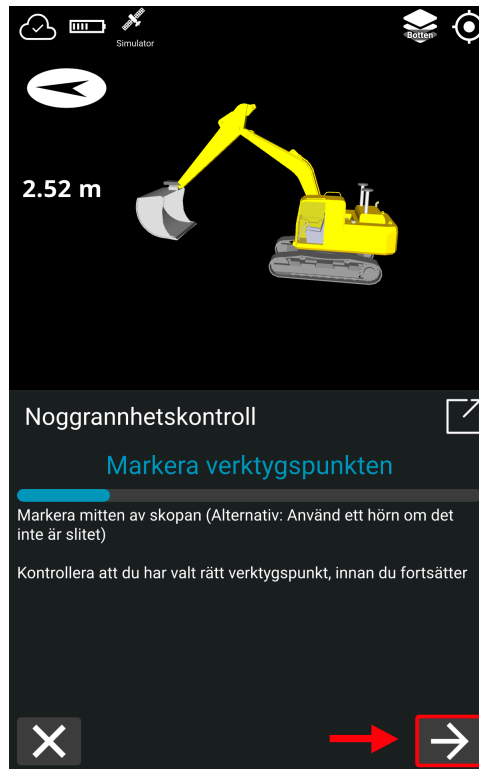 Simulator
Botten
2.52 m
Noggrannhetskontroll
Markera verktygspunkten
Markera mitten av skopan (Alternativ: Använd ett hörn om det
inte är slitet)
Kontrollera att du har valt rätt verktygspunkt, innan du fortsätter